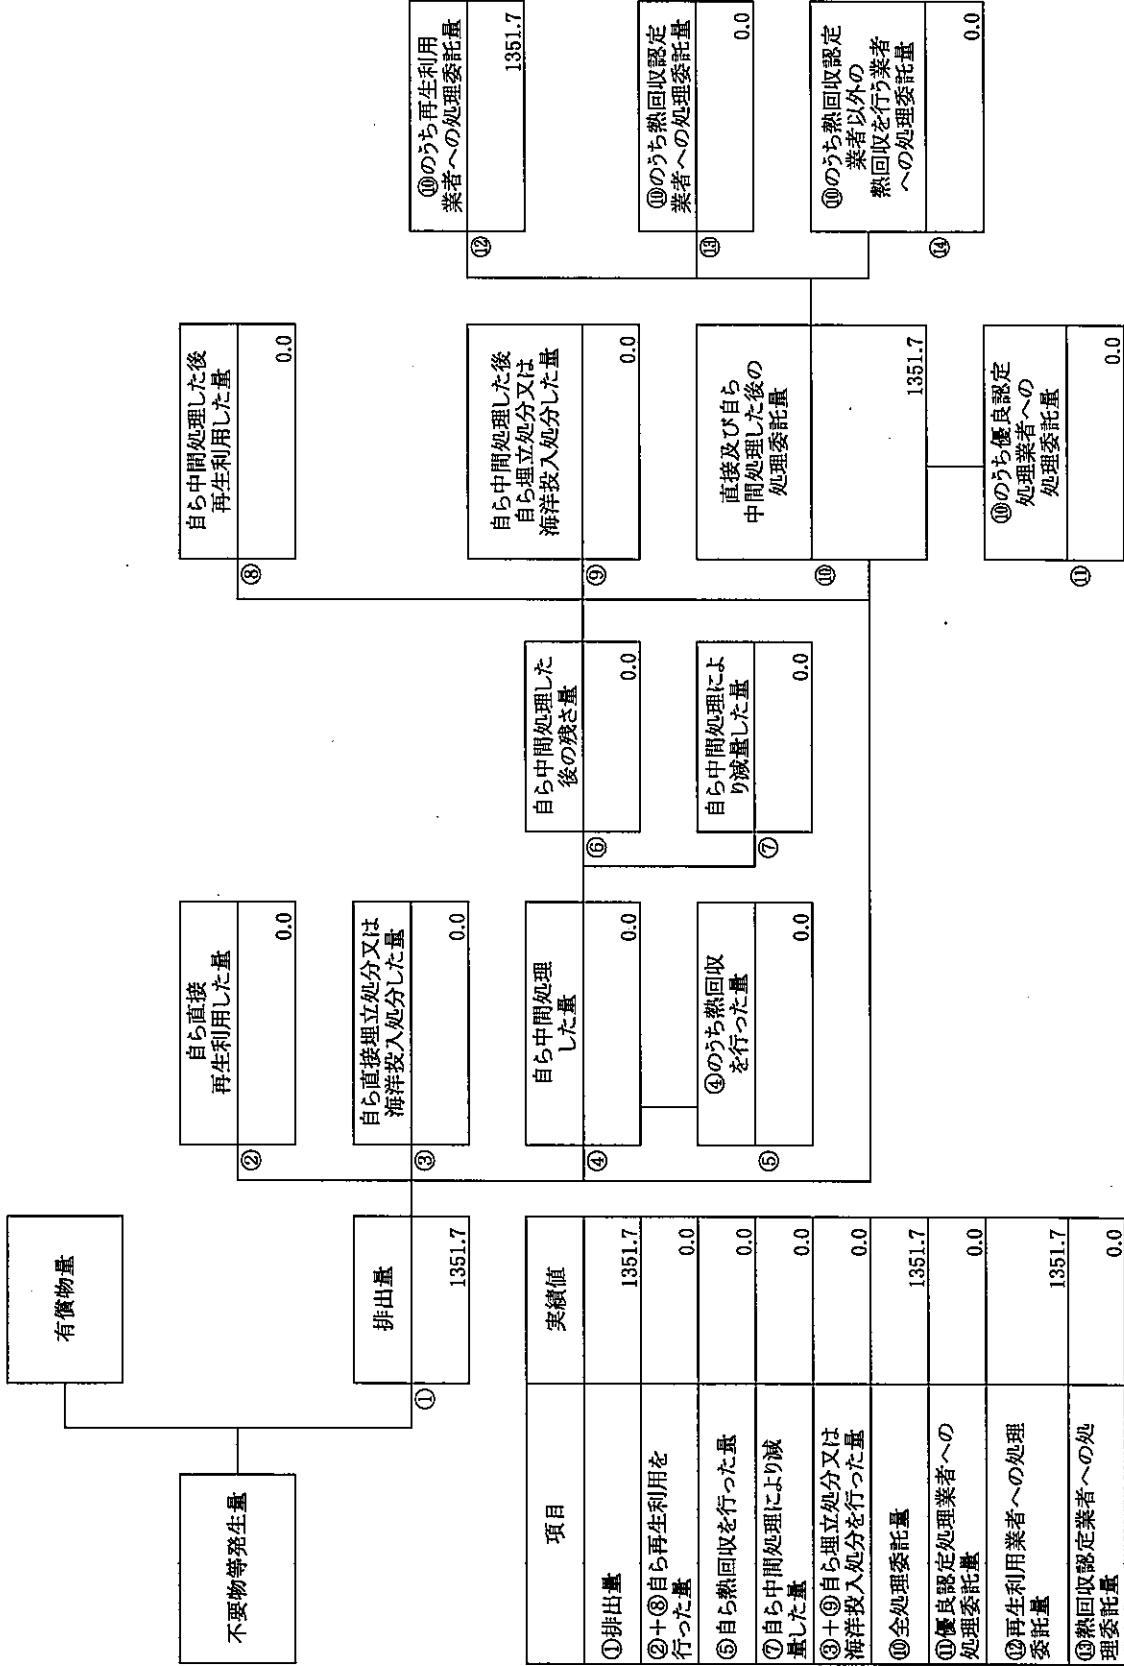 不要物等発生量
有償物量
①
排出量
1351.7
②
自ら直接
再生利用した量
0.0
③
自ら直接埋立処分又は
海洋投入処分した量
0.0
④
自ら中間処理
した量
0.0
⑤
④のうち熱回収
を行った量
0.0
⑥
自ら中間処理した
後の残さ量
0.0
⑦
自ら中間処理によ
り減量した量
0.0
⑧
自ら中間処理した後
再生利用した量
0.0
⑨
自ら中間処理した後
自ら埋立処分又は
海洋投入処分した量
0.0
⑩
直接及び自ら
中間処理した後の
処理委託量
1351.7
⑪
⑩のうち優良認定
処理業者への
処理委託量
0.0
⑫
⑩のうち再生利用
業者への処理委託量
1351.7
⑬
⑩のうち熱回収認定
業者への処理委託量
0.0
⑭
⑩のうち熱回収認定
業者以外の
熱回収を行う業者
への処理委託量
0.0
項目 実績値
①排出量 1351.7
②+⑧自ら再生利用を
行った量 0.0
⑤自ら熱回収を行った量 0.0
⑦自ら中間処理により減
量した量 0.0
③+⑨自ら埋立処分又は
海洋投入処分を行った量 0.0
⑩全処理委託量 1351.7
⑪優良認定処理業者への
処理委託量 0.0
⑫再生利用業者への処理
委託量 1351.7
⑬熱回収認定業者への処
理委託量 0.0